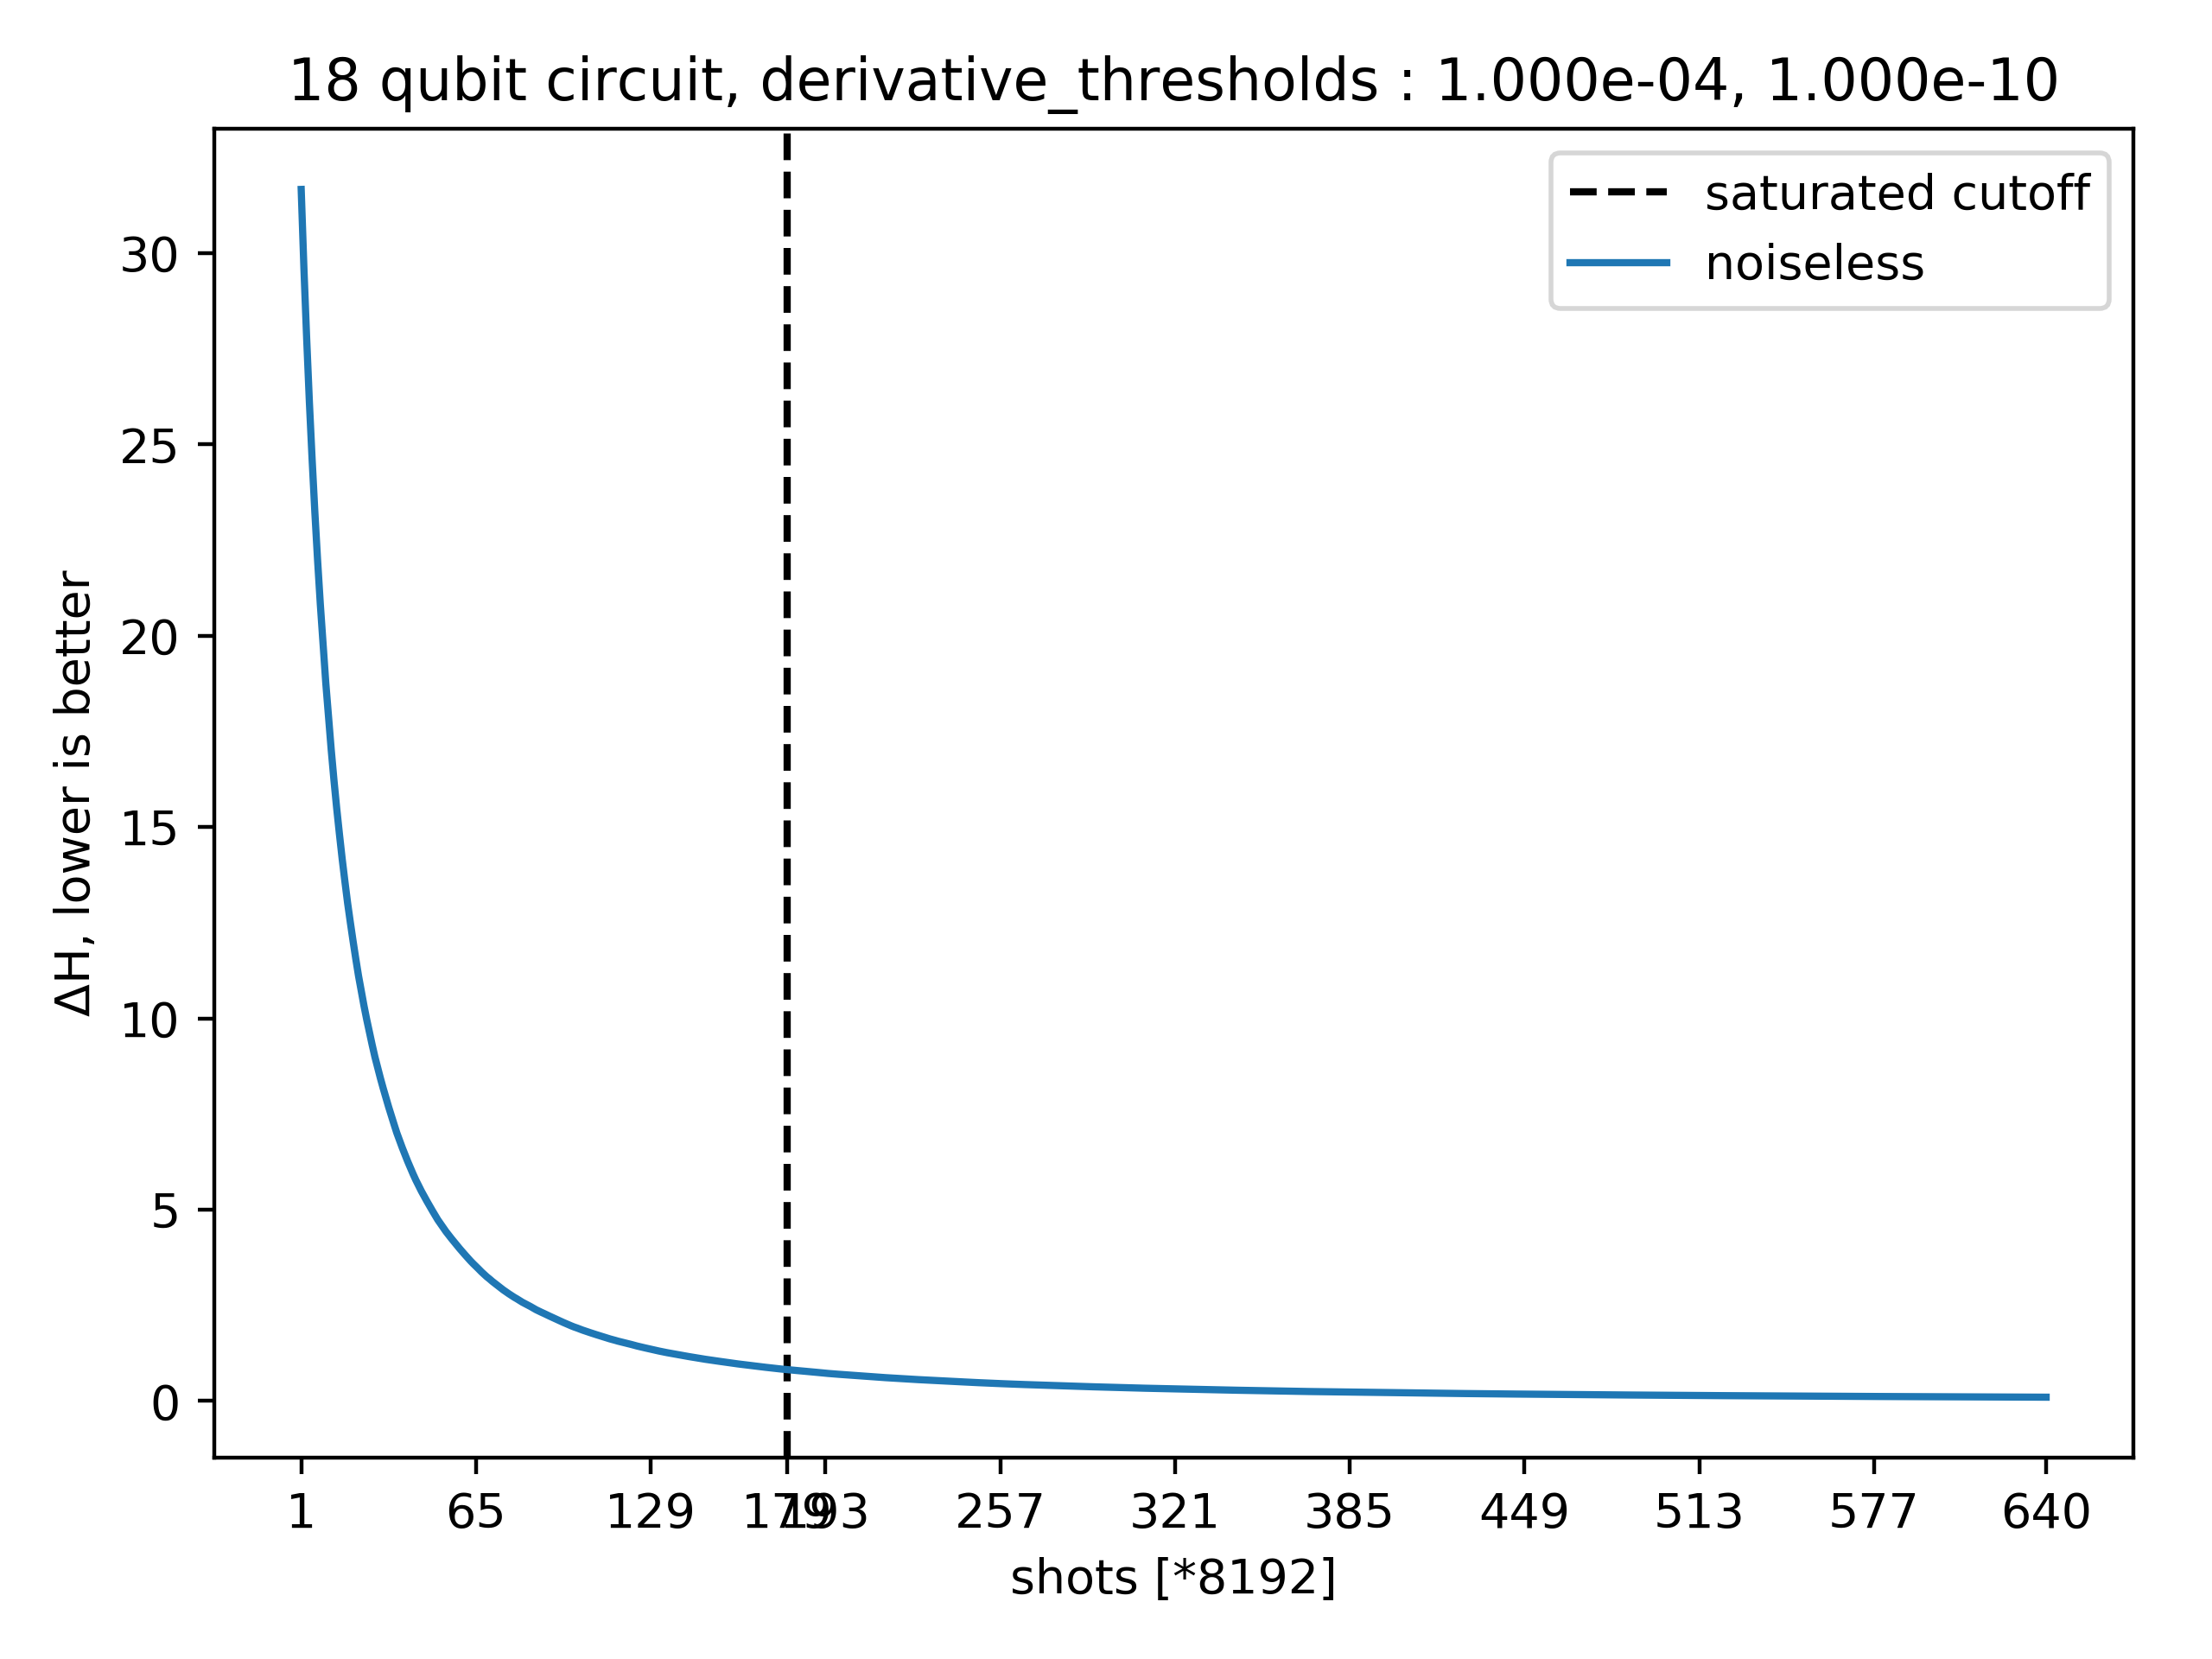 18 qubit circuit, derivative_thresholds : 1.000e-04, 1.000e-10
saturated cutoff
noiseless
ΔH, lower is better
30
25
20
15
10
5
0
1 65 129 179 193 257 321 385 449 513 577 640
shots [*8192]